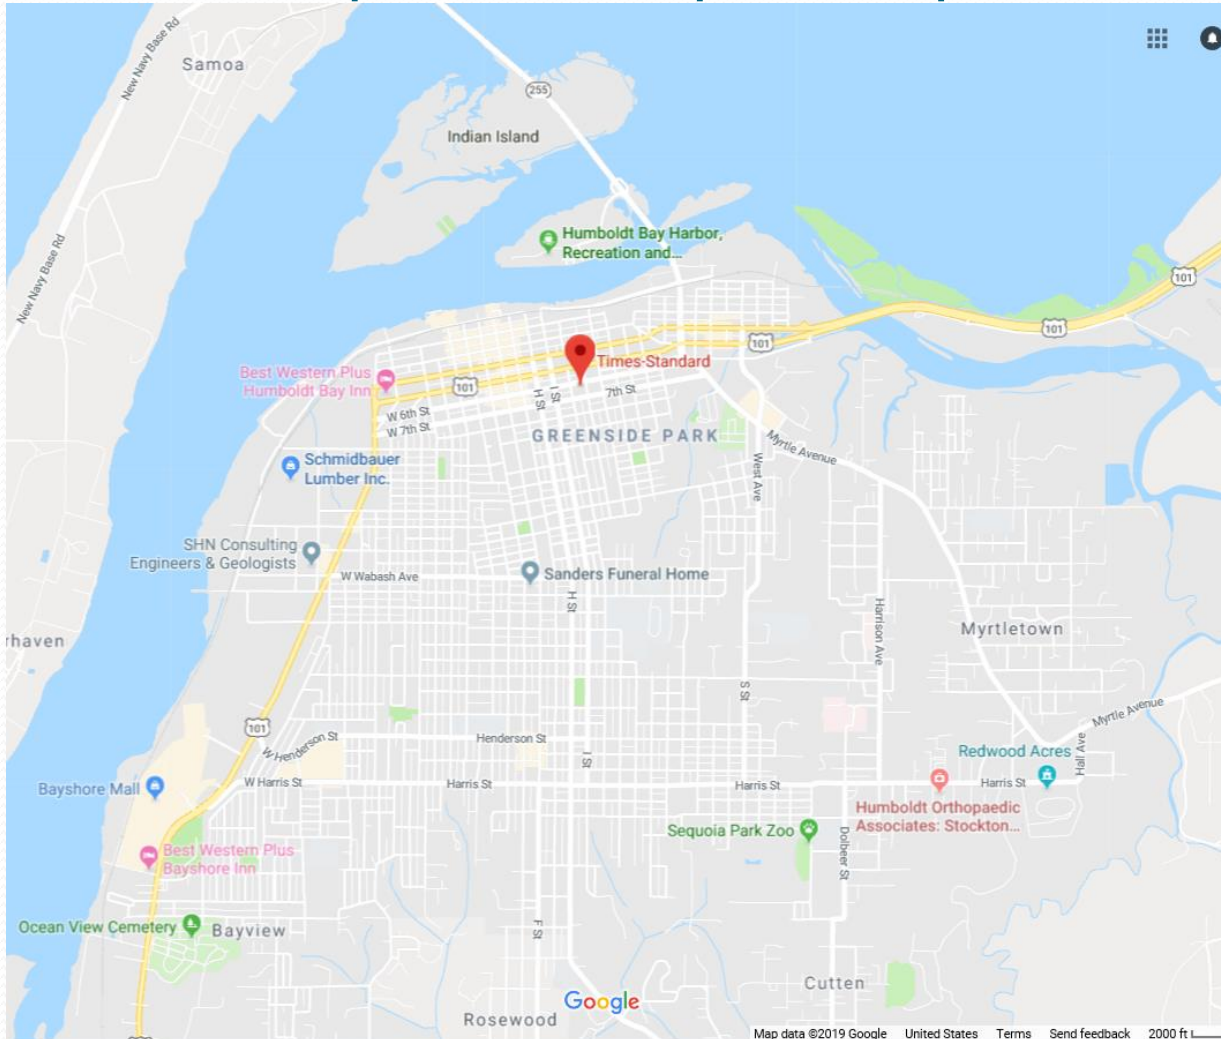 New Navy Base Rd
Samoa
255
Indian Island
Humboldt Bay Harbor,
Recreation and...
New Navy Base Rd
101
101
101
Times-Standard
Best Western Plus
Humboldt Bay Inn
101
I St
H St
7th St
W 6th St
W 7th St
GREENSIDE PARK
Myrtle Avenue
Schmidbauer
Lumber Inc.
West Ave
SHN Consulting
Engineers & Geologists
W Wabash Ave
Sanders Funeral Home
H St
Harrison Ave
rhaven
Myrtletown
S St
Myrtle Avenue
101
W Henderson St
Henderson St
I St
Redwood Acres
Hall Ave
Bayshore Mall
W Harris St
Harris St
Harris St
Harris St
Humboldt Orthopaedic
Associates: Stockton...
Sequoia Park Zoo
Dolbeer St
Best Western Plus
Bayshore Inn
Ocean View Cemetery
Bayview
F St
Cutten
Google
Rosewood
Map data ©2019 Google United States Terms Send feedback 2000 ft